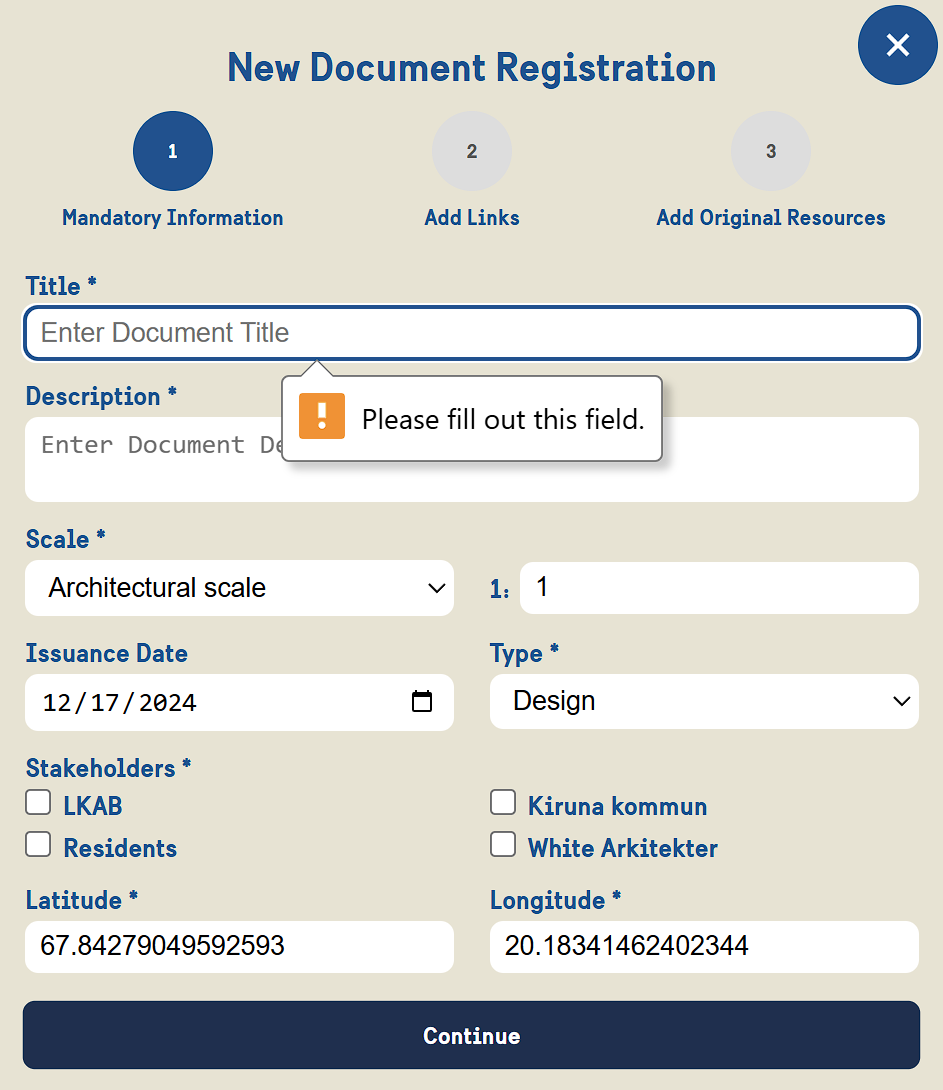 New Document Registration
1
2
3
Mandatory Information
Add Links
Add Original Resources
Title *
Enter Document Title
Description *
Please fill out this field.
Enter Document De
Scale *
Architectural scale
1:
1
Issuance Date
Type *
12/17/2024
Design
Stakeholders *
LKAB
Kiruna kommun
Residents
White Arkitekter
Latitude *
Longitude *
67.84279049592593
20.18341462402344
Continue